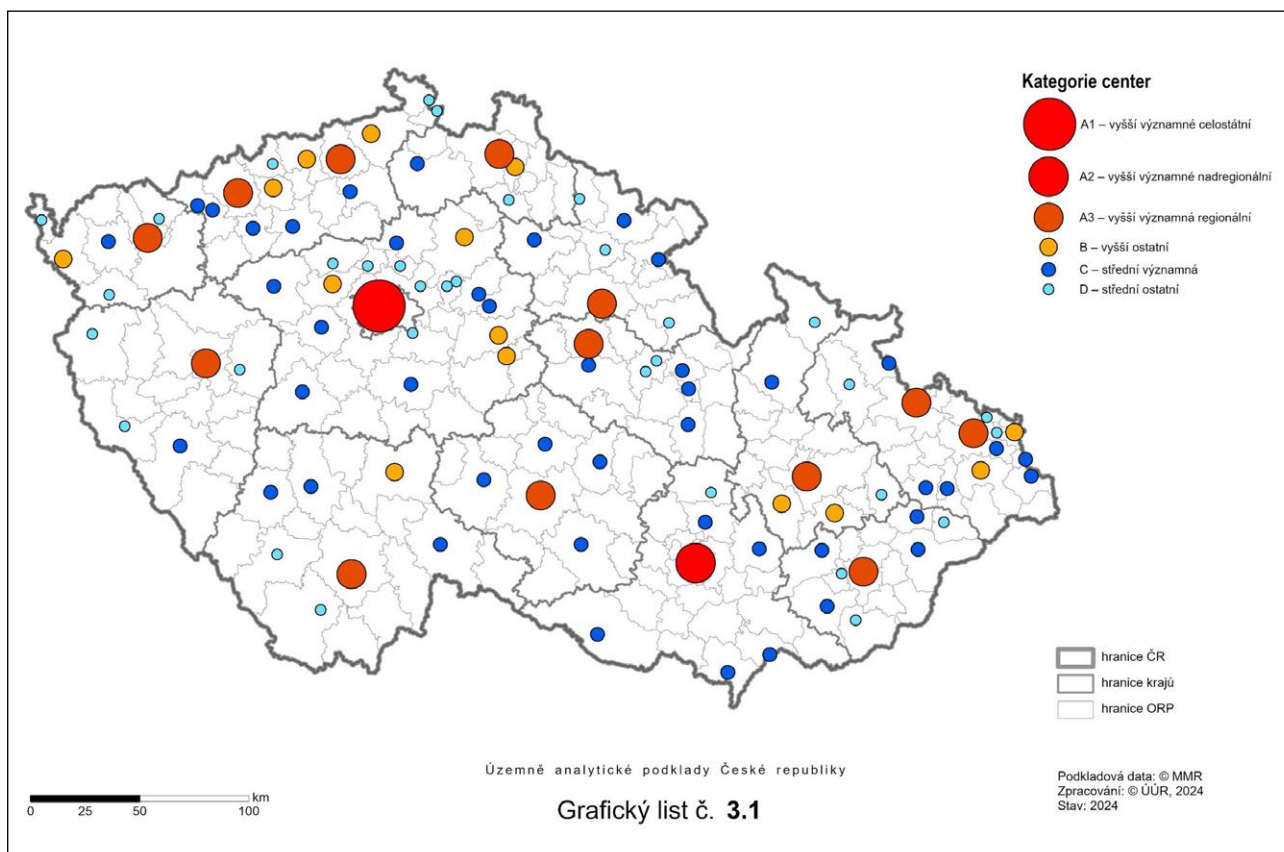 Kategorie center
A1 – vyšší významné celostátní
A2 – vyšší významné nadregionální
A3 – vyšší významná regionální
B – vyšší ostatní
C – střední významná
D – střední ostatní
hranice ČR
hranice krajů
hranice ORP
Územně analytické podklady České republiky
Grafický list č. 3.1
km
0 25 50 100
Podkladová data: © MMR
Zpracování: © ÚÚR, 2024
Stav: 2024